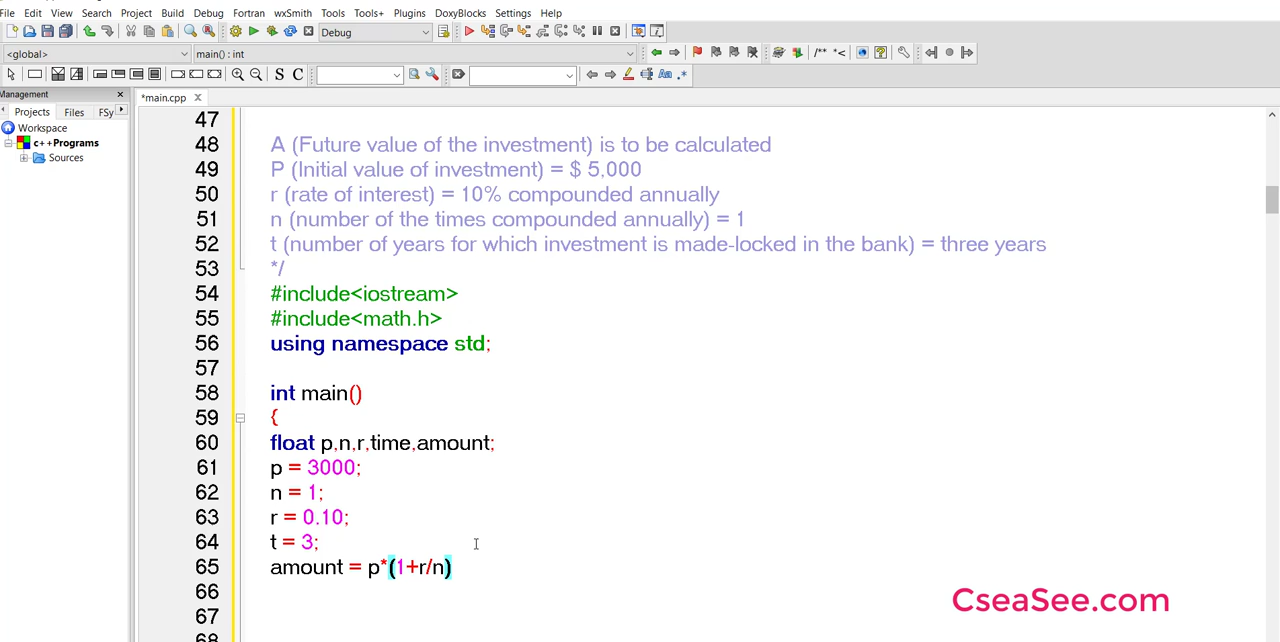 File Edit View Search Project Build Debug Fortran wxSmith Tools Tools+ Plugins DoxyBlocks Settings Help
Debug
<global> main() : int /** *<
S C Aa .*
Management
*main.cpp
Projects Files FSy
Workspace
c++Programs
Sources
47
48 A (Future value of the investment) is to be calculated
49 P (Initial value of investment) = $ 5,000
50 r (rate of interest) = 10% compounded annually
51 n (number of the times compounded annually) = 1
52 t (number of years for which investment is made-locked in the bank) = three years
53 */
54 #include<iostream>
55 #include<math.h>
56 using namespace std;
57
58 int main()
59 {
60 float p,n,r,time,amount;
61 p = 3000;
62 n = 1;
63 r = 0.10;
64 t = 3;
65 amount = p*(1+r/n)
66
67
68
CseaSee.com